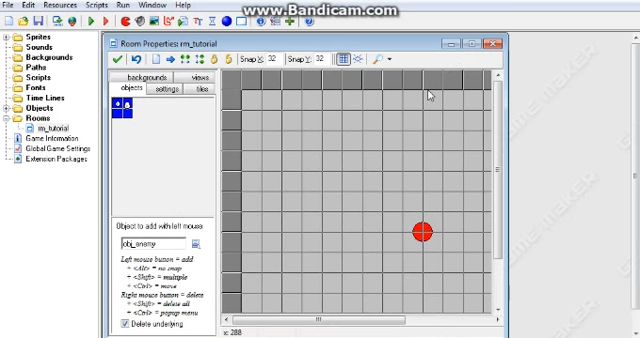 www.Bandicam.com
File Edit Resources Scripts Run Window Help
Sprites
Sounds
Backgrounds
Paths
Scripts
Fonts
Time Lines
Objects
Rooms
rm_tutorial
Game Information
Global Game Settings
Extension Packages
Room Properties: rm_tutorial
Snap X: 32 Snap Y: 32
backgrounds views
objects settings tiles
Object to add with left mouse
obj_enemy
Left mouse button = add
+ <Alt> = no snap
+ <Shift> = multiple
+ <Ctrl> = move
Right mouse button = delete
+ <Shift> = delete all
+ <Ctrl> = popup menu
Delete underlying
x: 288
GAME MAKER